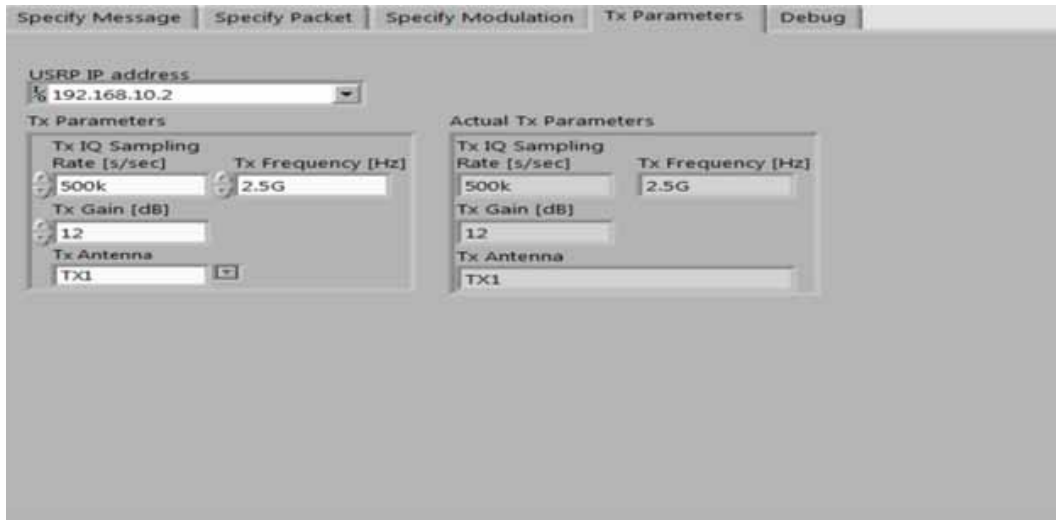 Specify Message Specify Packet Specify Modulation Tx Parameters Debug
USRP IP address
192.168.10.2
Tx Parameters
Tx IQ Sampling
Rate [s/sec] Tx Frequency [Hz]
500k 2.5G
Tx Gain [dB]
12
Tx Antenna
TX1
Actual Tx Parameters
Tx IQ Sampling
Rate [s/sec] Tx Frequency [Hz]
500k 2.5G
Tx Gain [dB]
12
Tx Antenna
TX1